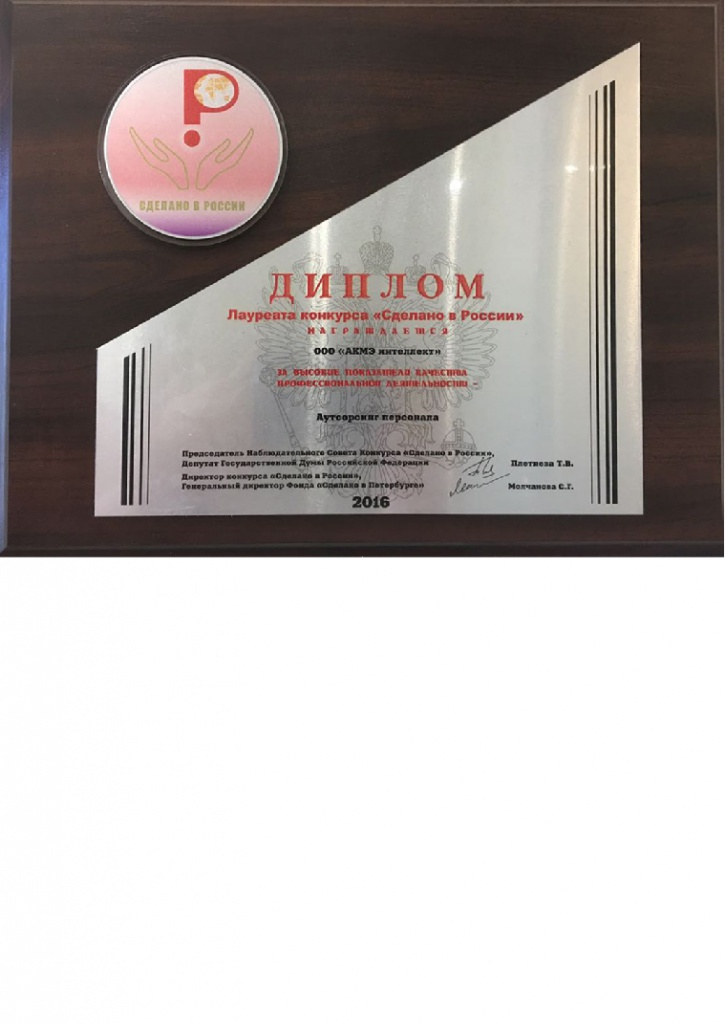 СДЕЛАНО В РОССИИ
ДИПЛОМ
Лауреата конкурса «Сделано в России»
НАГРАЖДАЕТСЯ
ООО «АКМЭ интеллект»
ЗА ВЫСОКИЕ ПОКАЗАТЕЛИ КАЧЕСТВА
ПРОФЕССИОНАЛЬНОЙ ДЕЯТЕЛЬНОСТИ -
Аутсорсинг персонала
Председатель Наблюдательного Совета Конкурса «Сделано в России»,
Депутат Государственной Думы Российской Федерации Плетнева Т.В.
Директор конкурса «Сделано в России»,
Генеральный директор Фонда «Сделано в Петербурге» Молчанова С.Г.
2016